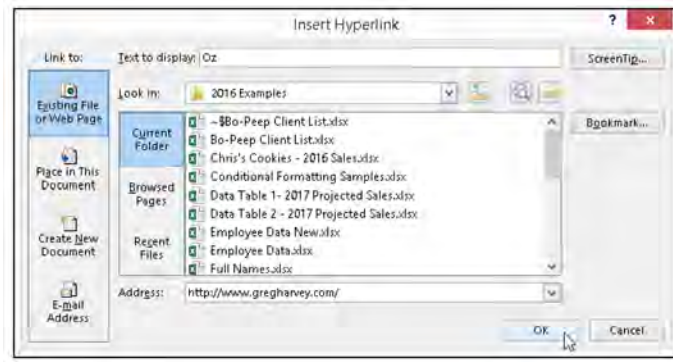 Insert Hyperlink
?
x
Link to:
Text to display: Oz
ScreenTip...
Existing File
or Web Page
Look in: 2016 Examples
Bookmark...
Current
Folder
~$Bo-Peep Client List.xlsx
Bo-Peep Client List.xlsx
Chris's Cookies - 2016 Sales.xlsx
Conditional Formatting Samples.xlsx
Data Table 1- 2017 Projected Sales.xlsx
Data Table 2 - 2017 Projected Sales.xlsx
Employee Data New.xlsx
Employee Data.xlsx
Full Names.xlsx
Place in This
Document
Browsed
Pages
Create New
Document
Recent
Files
E-mail
Address
Address: http://www.gregharvey.com/
OK
Cancel